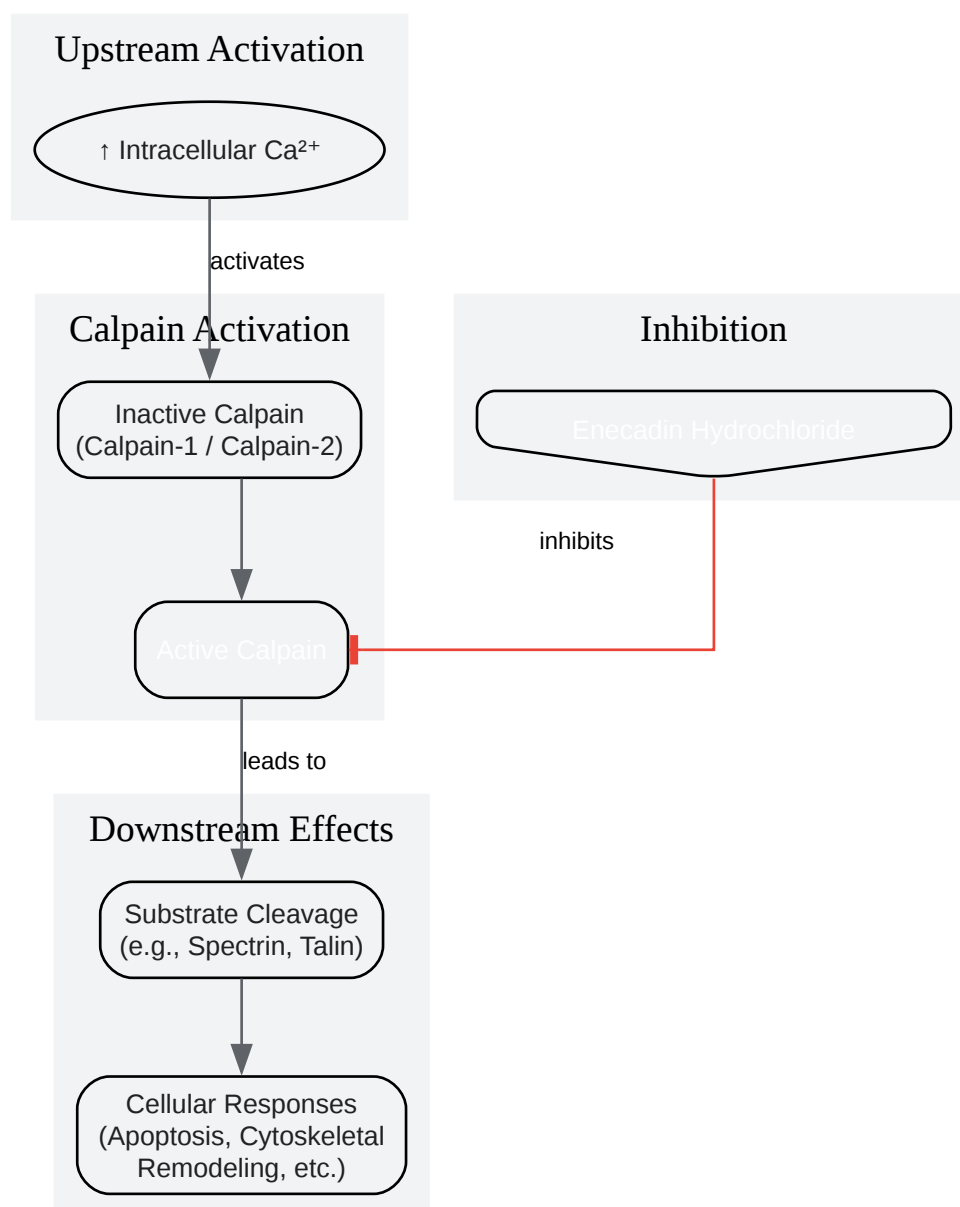 Upstream Activation
↑ Intracellular Ca²⁺
activates
Calpain Activation
Inactive Calpain
(Calpain-1 / Calpain-2)
Inhibition
Enecadin Hydrochloride
inhibits
Active Calpain
leads to
Downstream Effects
Substrate Cleavage
(e.g., Spectrin, Talin)
Cellular Responses
(Apoptosis, Cytoskeletal
Remodeling, etc.)